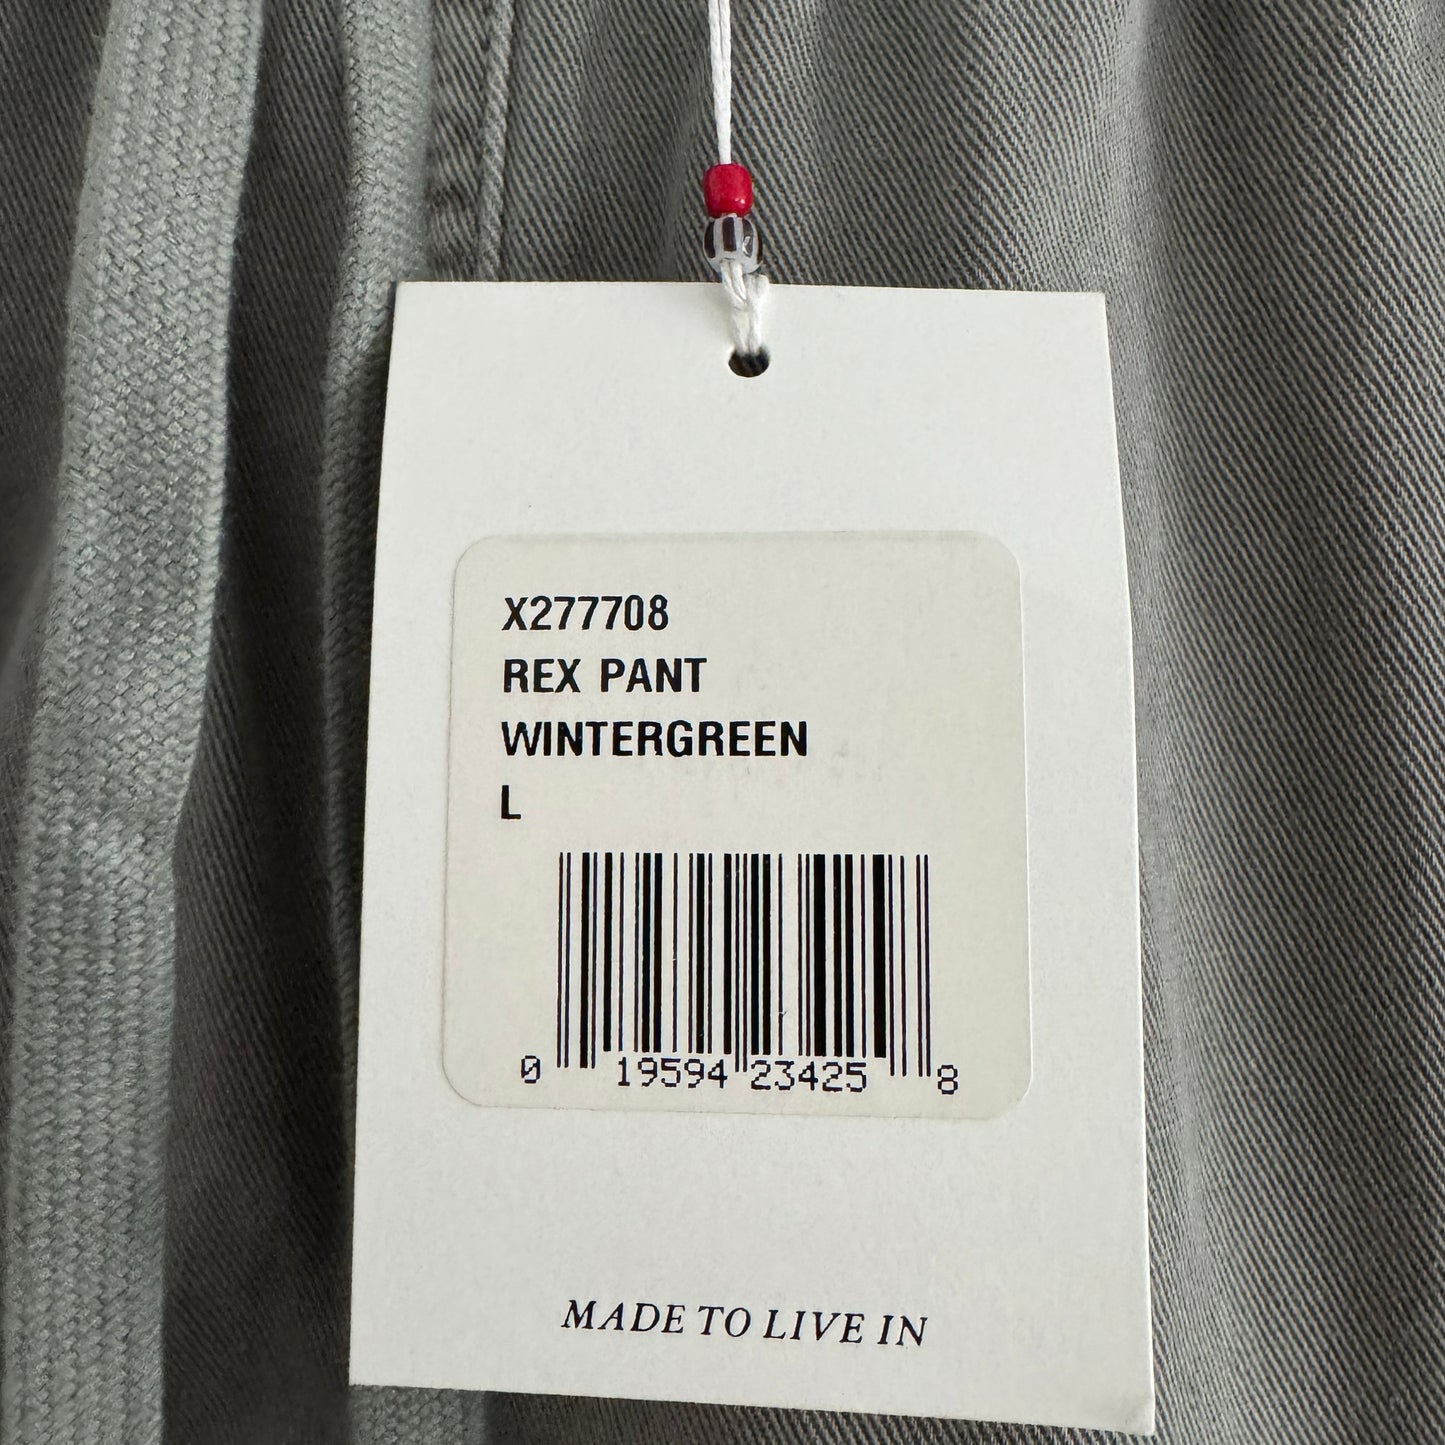 X277708
REX PANT
WINTERGREEN
L
0 19594 23425 8
MADE TO LIVE IN